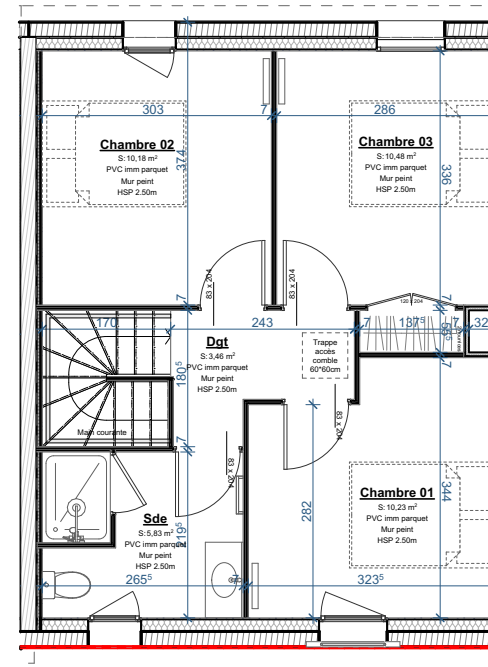 303
7
286
Chambre 02
S: 10,18 m²
PVC imm parquet
Mur peint
HSP 2.50m
374
Chambre 03
S: 10,48 m²
PVC imm parquet
Mur peint
HSP 2.50m
336
83 x 204
83 x 204
120 x 204
7
7
170
243
7
137⁵
7
32
55⁵
7
Dgt
S: 3,46 m²
PVC imm parquet
Mur peint
HSP 2.50m
180⁵
Trappe
accès
comble
60*60cm
Main courante
7
83 x 204
83 x 204
282
Chambre 01
S: 10,23 m²
PVC imm parquet
Mur peint
HSP 2.50m
344
Sde
S: 5,83 m²
PVC imm parquet
Mur peint
HSP 2.50m
219⁵
265⁵
323⁵